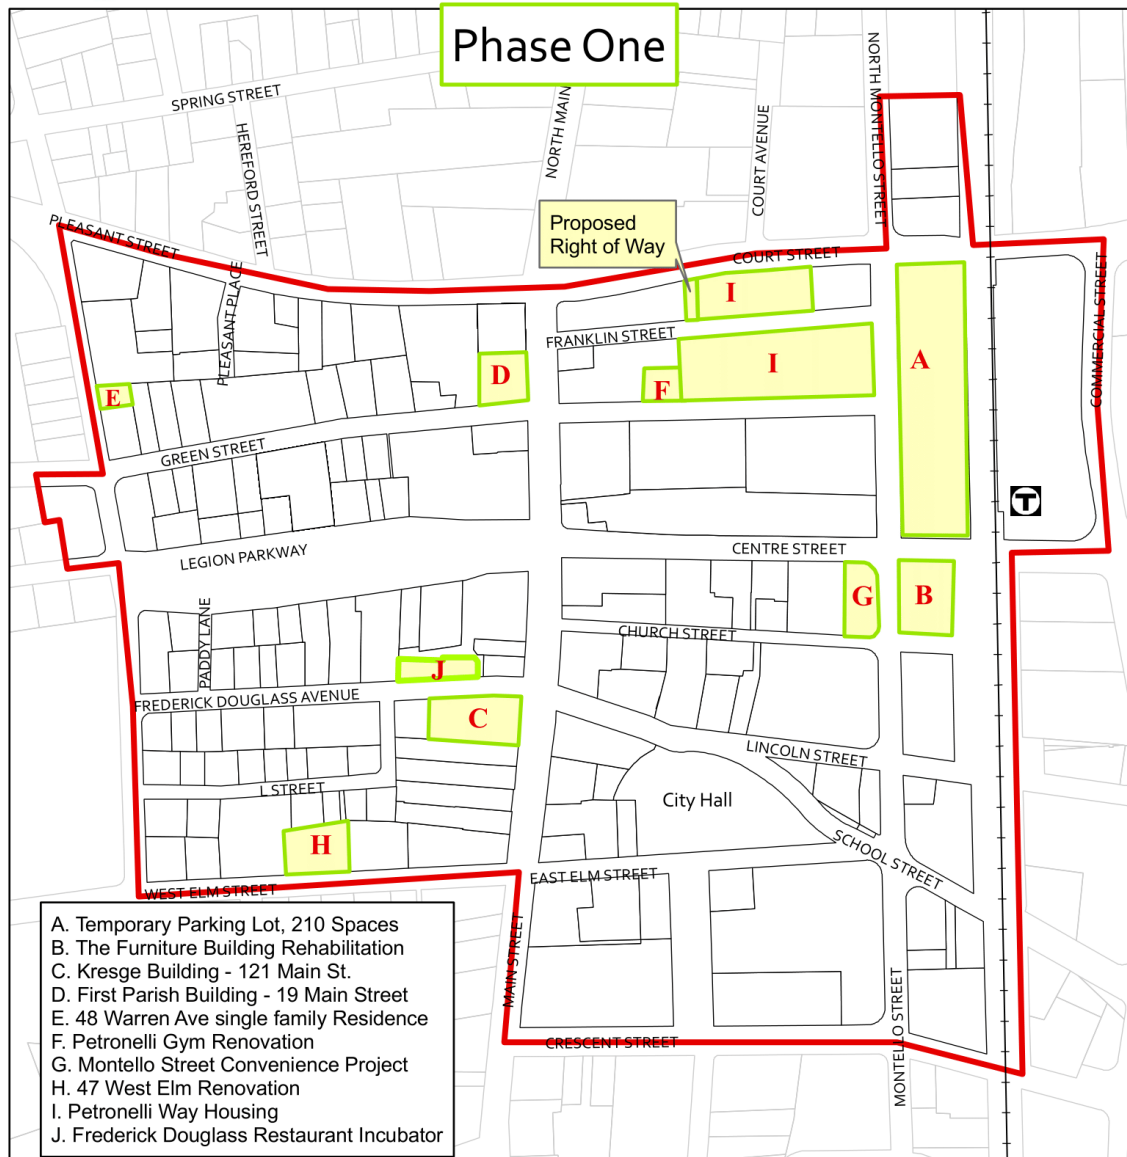 Phase One
SPRING STREET
HEREFORD STREET
NORTH MAIN
COURT AVENUE
NORTH MONTELLO STREET
PLEASANT STREET
PLEASANT PLACE
Proposed
Right of Way
COURT STREET
COMMERCIAL STREET
I
FRANKLIN STREET
I
A
D
F
E
GREEN STREET
T
LEGION PARKWAY
CENTRE STREET
G
B
PADDY LANE
CHURCH STREET
J
FREDERICK DOUGLASS AVENUE
C
LINCOLN STREET
L STREET
City Hall
H
SCHOOL STREET
EAST ELM STREET
WEST ELM STREET
MAIN STREET
MONTELLO STREET
CRESCENT STREET
A. Temporary Parking Lot, 210 Spaces
B. The Furniture Building Rehabilitation
C. Kresge Building - 121 Main St.
D. First Parish Building - 19 Main Street
E. 48 Warren Ave single family Residence
F. Petronelli Gym Renovation
G. Montello Street Convenience Project
H. 47 West Elm Renovation
I. Petronelli Way Housing
J. Frederick Douglass Restaurant Incubator